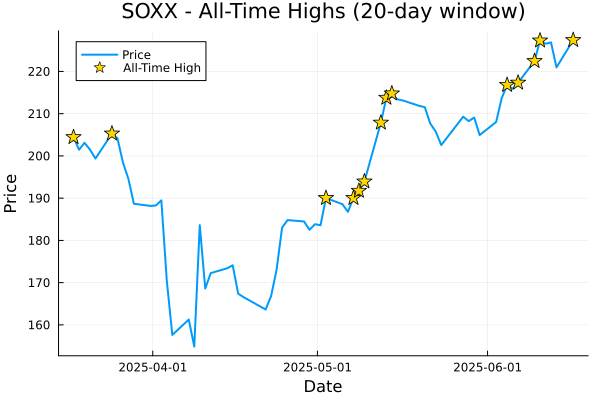 SOXX - All-Time Highs (20-day window)
Price
All-Time High
220
210
200
190
180
170
160
Price
2025-04-01
2025-05-01
2025-06-01
Date